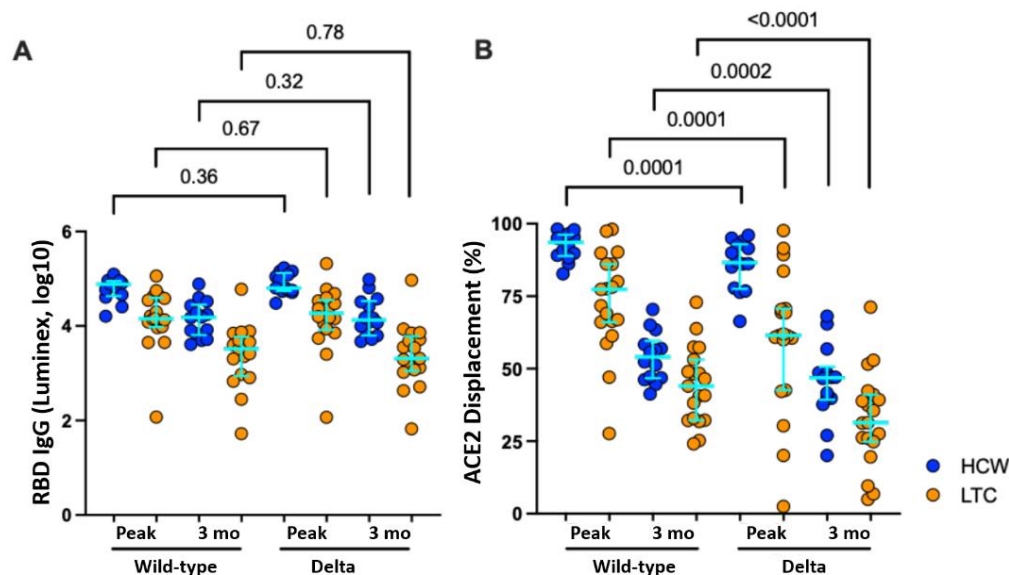 A
0.78
0.32
0.67
0.36
RBD IgG (Luminex, log10)
6
4
2
0
Peak 3 mo Peak 3 mo
Wild-type Delta
B
<0.0001
0.0002
0.0001
0.0001
ACE2 Displacement (%)
100
75
50
25
0
Peak 3 mo Peak 3 mo
Wild-type Delta
HCW
LTC